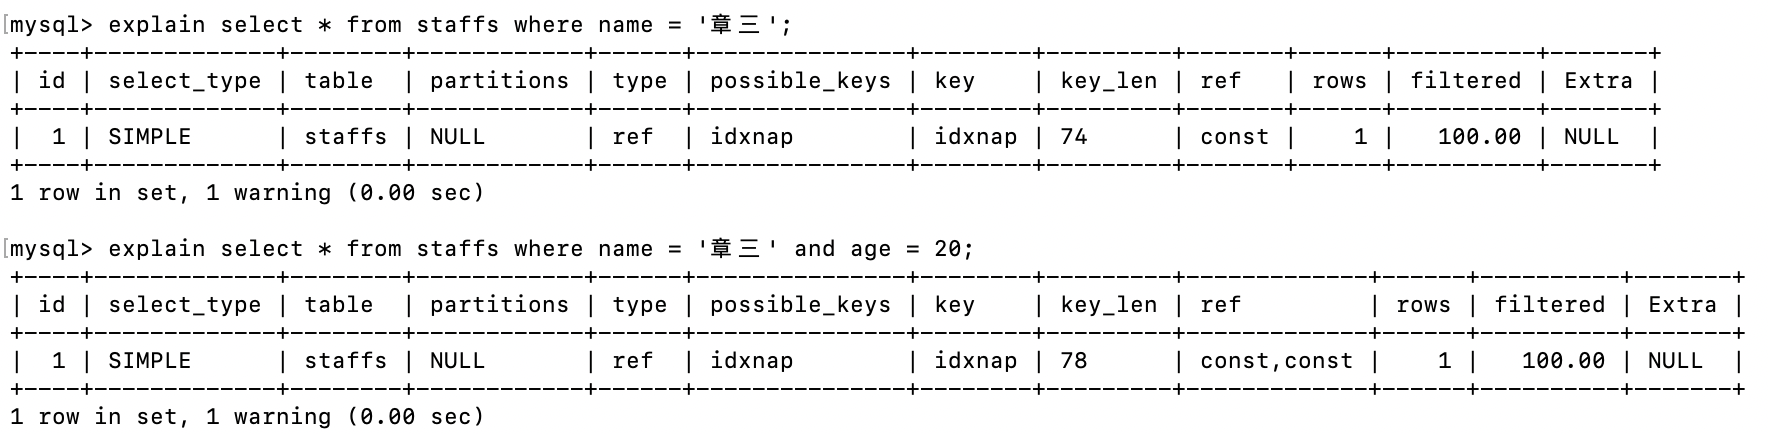 mysql> explain select * from staffs where name = '章三';
+----+-------------+--------+------------+------+---------------+--------+---------+-------+------+----------+-------+
| id | select_type | table  | partitions | type | possible_keys | key    | key_len | ref   | rows | filtered | Extra |
+----+-------------+--------+------------+------+---------------+--------+---------+-------+------+----------+-------+
|  1 | SIMPLE      | staffs | NULL       | ref  | idxnap        | idxnap | 74      | const |    1 |   100.00 | NULL  |
+----+-------------+--------+------------+------+---------------+--------+---------+-------+------+----------+-------+
1 row in set, 1 warning (0.00 sec)
mysql> explain select * from staffs where name = '章三' and age = 20;
+----+-------------+--------+------------+------+---------------+--------+---------+-------------+------+----------+-------+
| id | select_type | table  | partitions | type | possible_keys | key    | key_len | ref         | rows | filtered | Extra |
+----+-------------+--------+------------+------+---------------+--------+---------+-------------+------+----------+-------+
|  1 | SIMPLE      | staffs | NULL       | ref  | idxnap        | idxnap | 78      | const,const |    1 |   100.00 | NULL  |
+----+-------------+--------+------------+------+---------------+--------+---------+-------------+------+----------+-------+
1 row in set, 1 warning (0.00 sec)